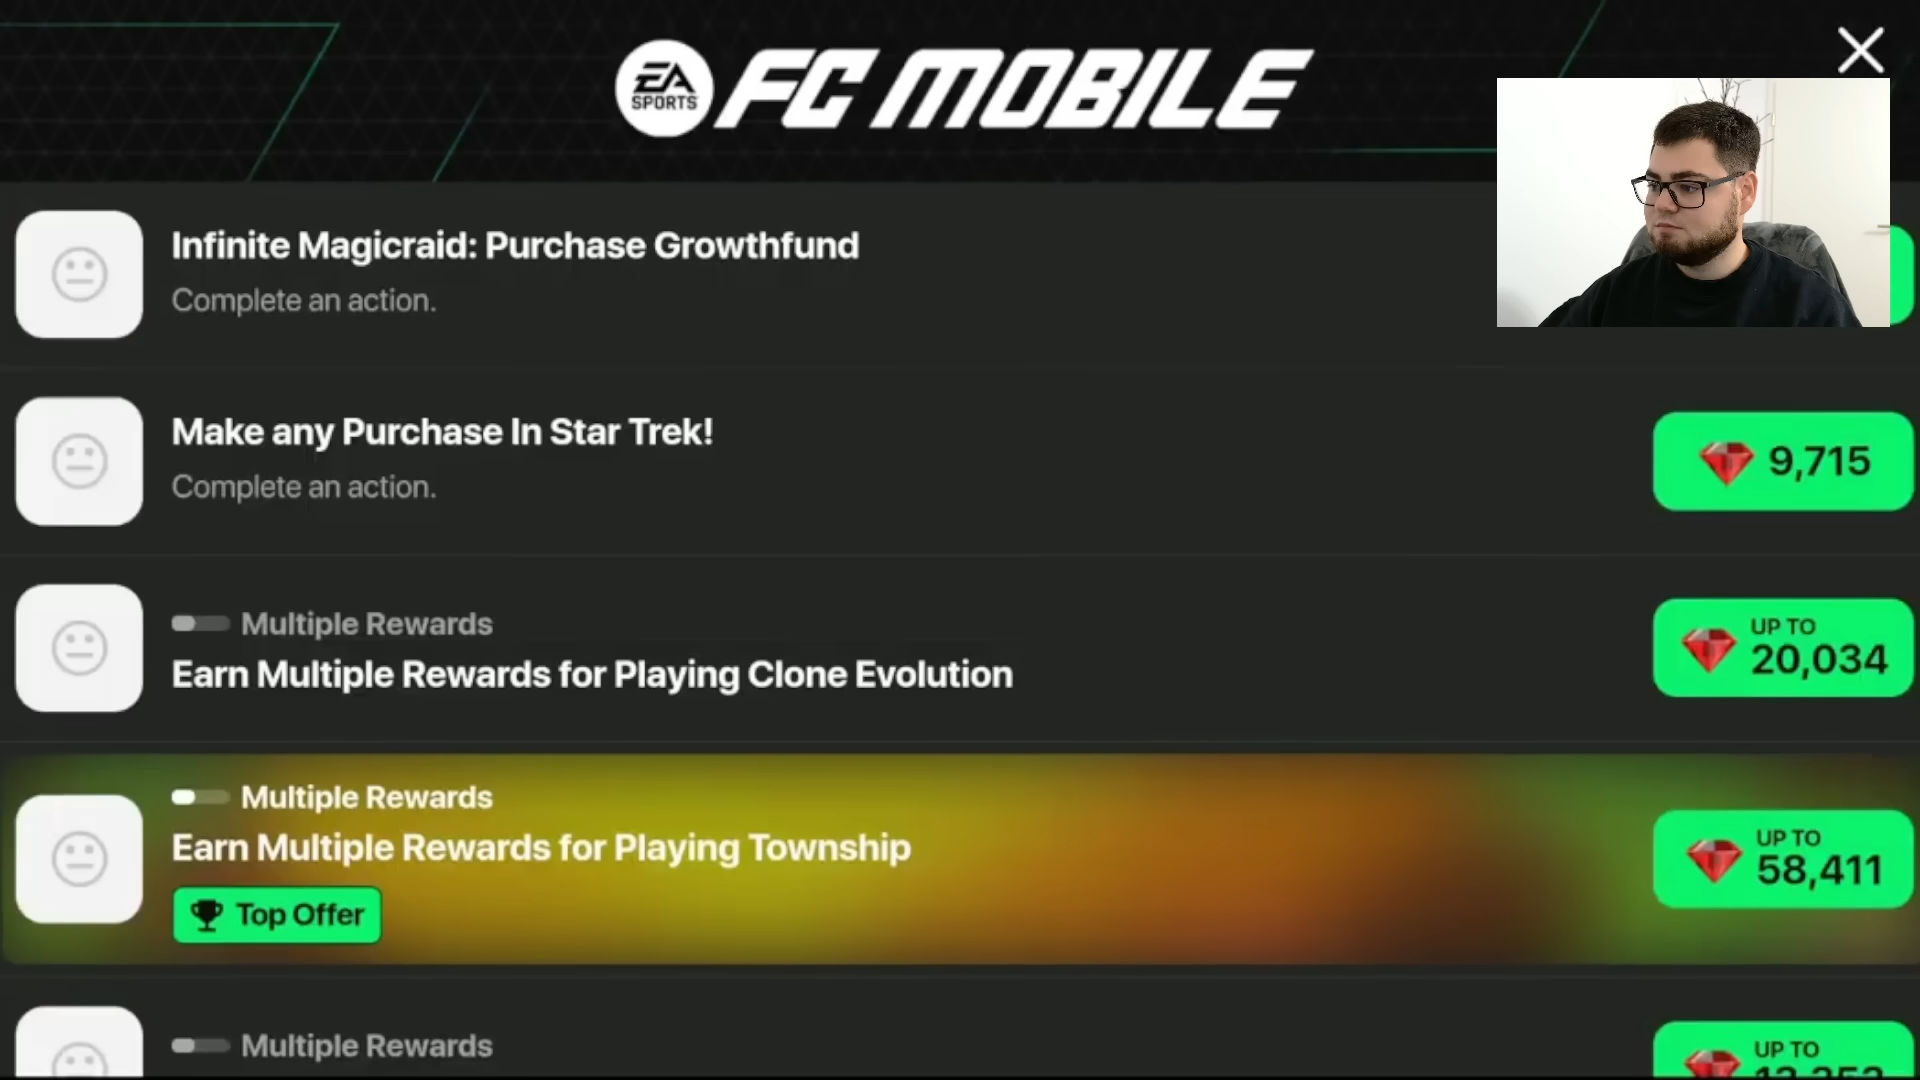 EA SPORTS FC MOBILE
Infinite Magicraid: Purchase Growthfund
Complete an action.
Make any Purchase In Star Trek!
Complete an action.
9,715
Multiple Rewards
Earn Multiple Rewards for Playing Clone Evolution
UP TO
20,034
Multiple Rewards
Earn Multiple Rewards for Playing Township
Top Offer
UP TO
58,411
Multiple Rewards
UP TO